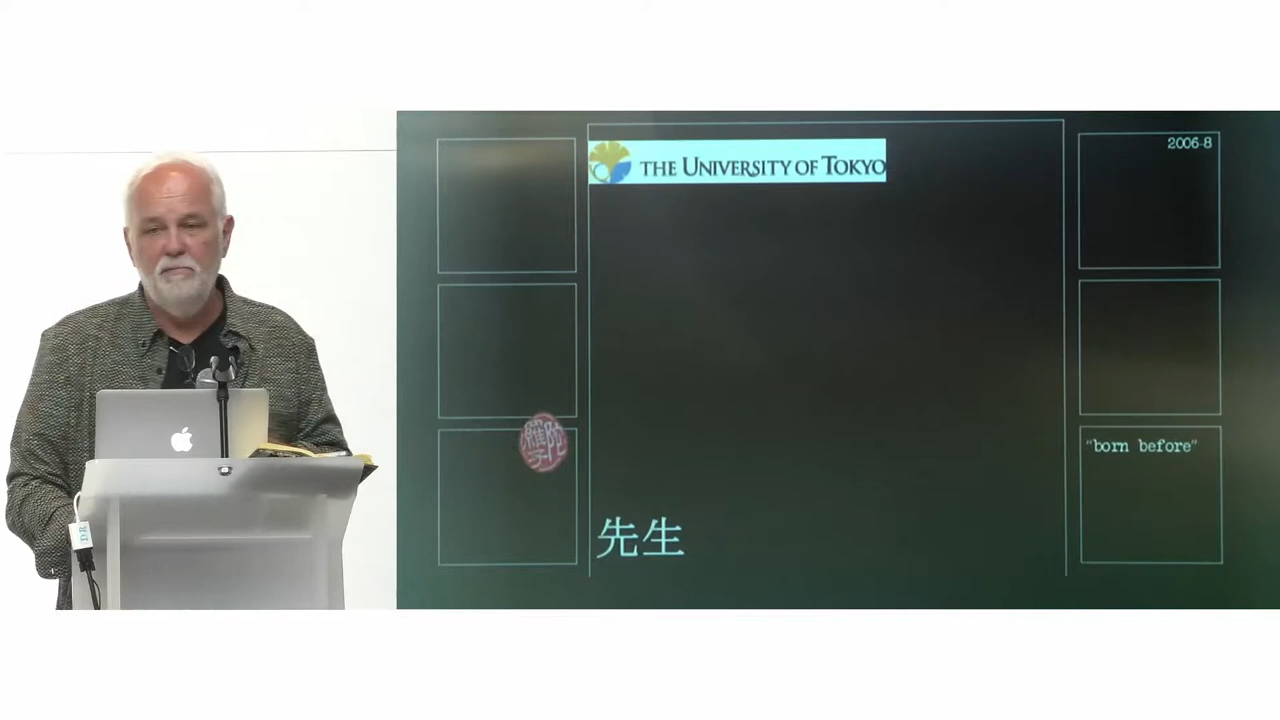 THE UNIVERSITY OF TOKYO
2006-8
"born before"
先生